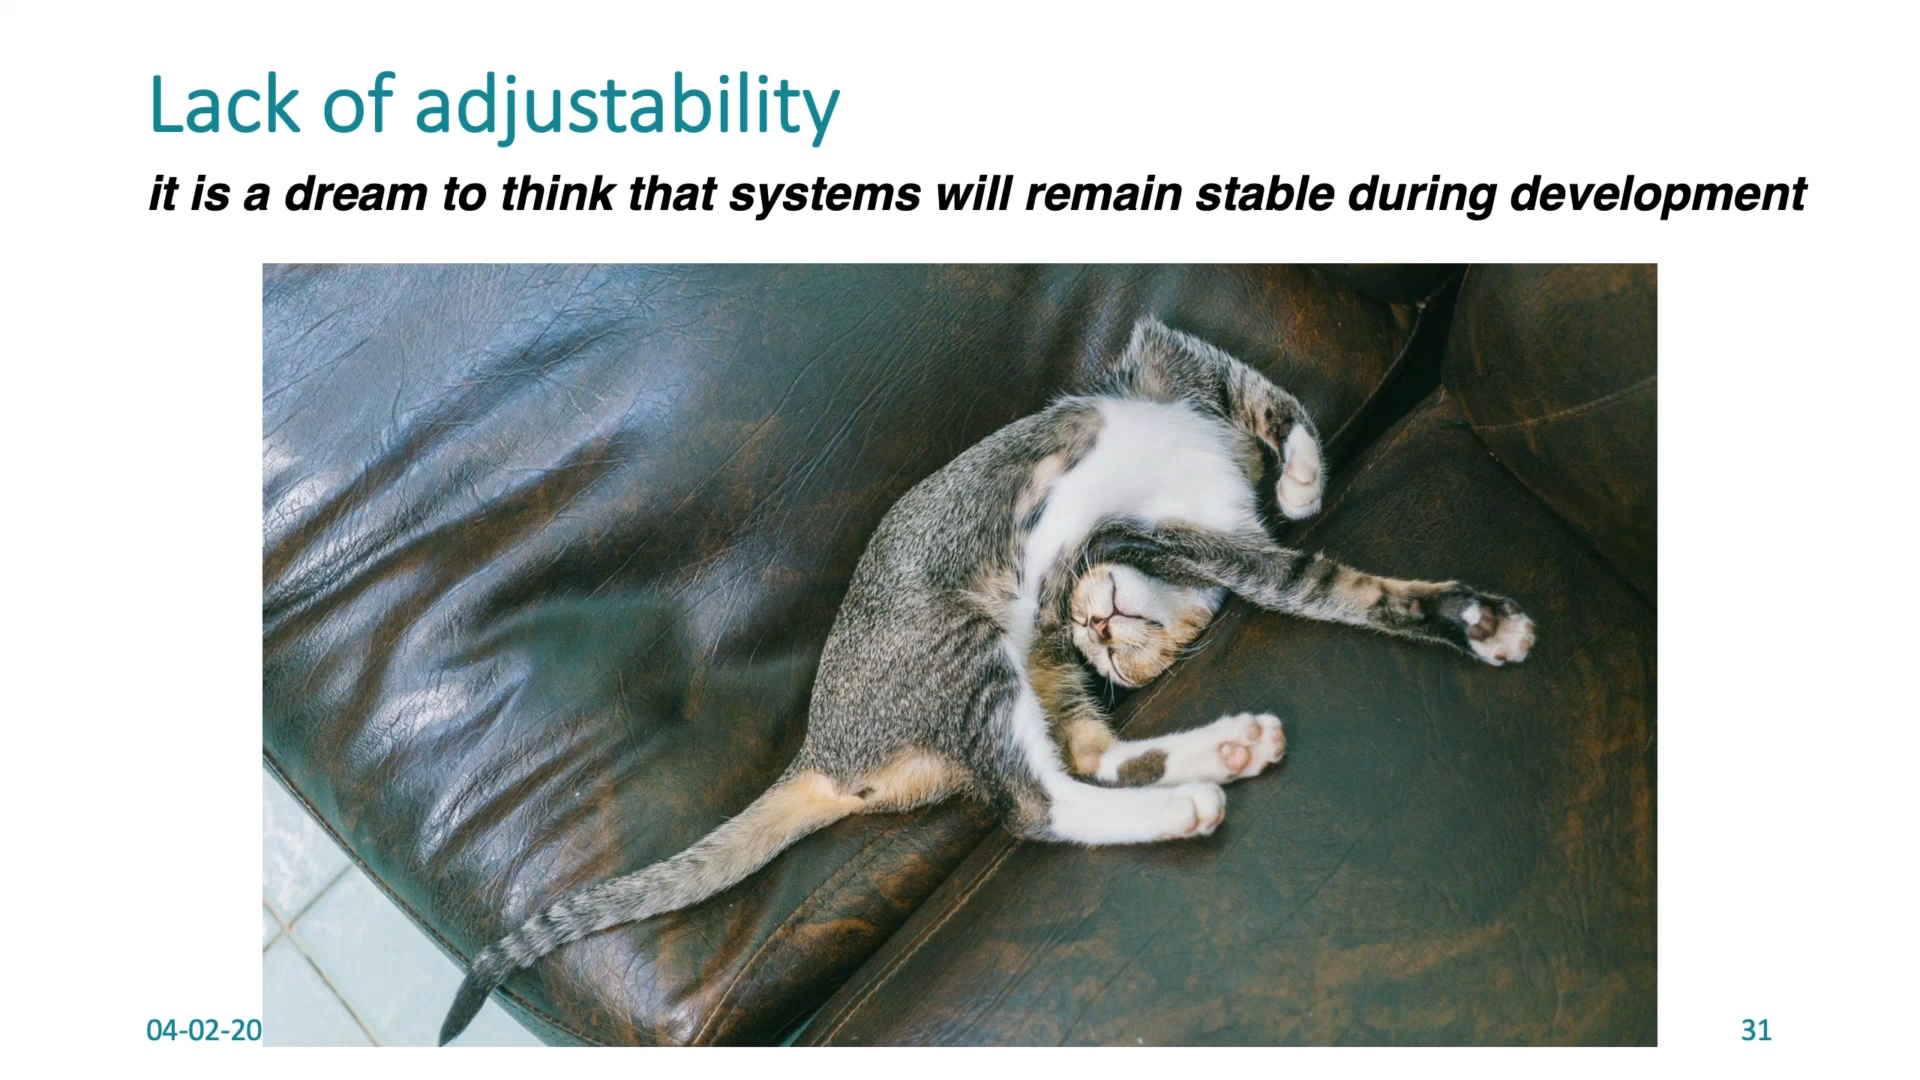 Lack of adjustability
it is a dream to think that systems will remain stable during development
04-02-20
31